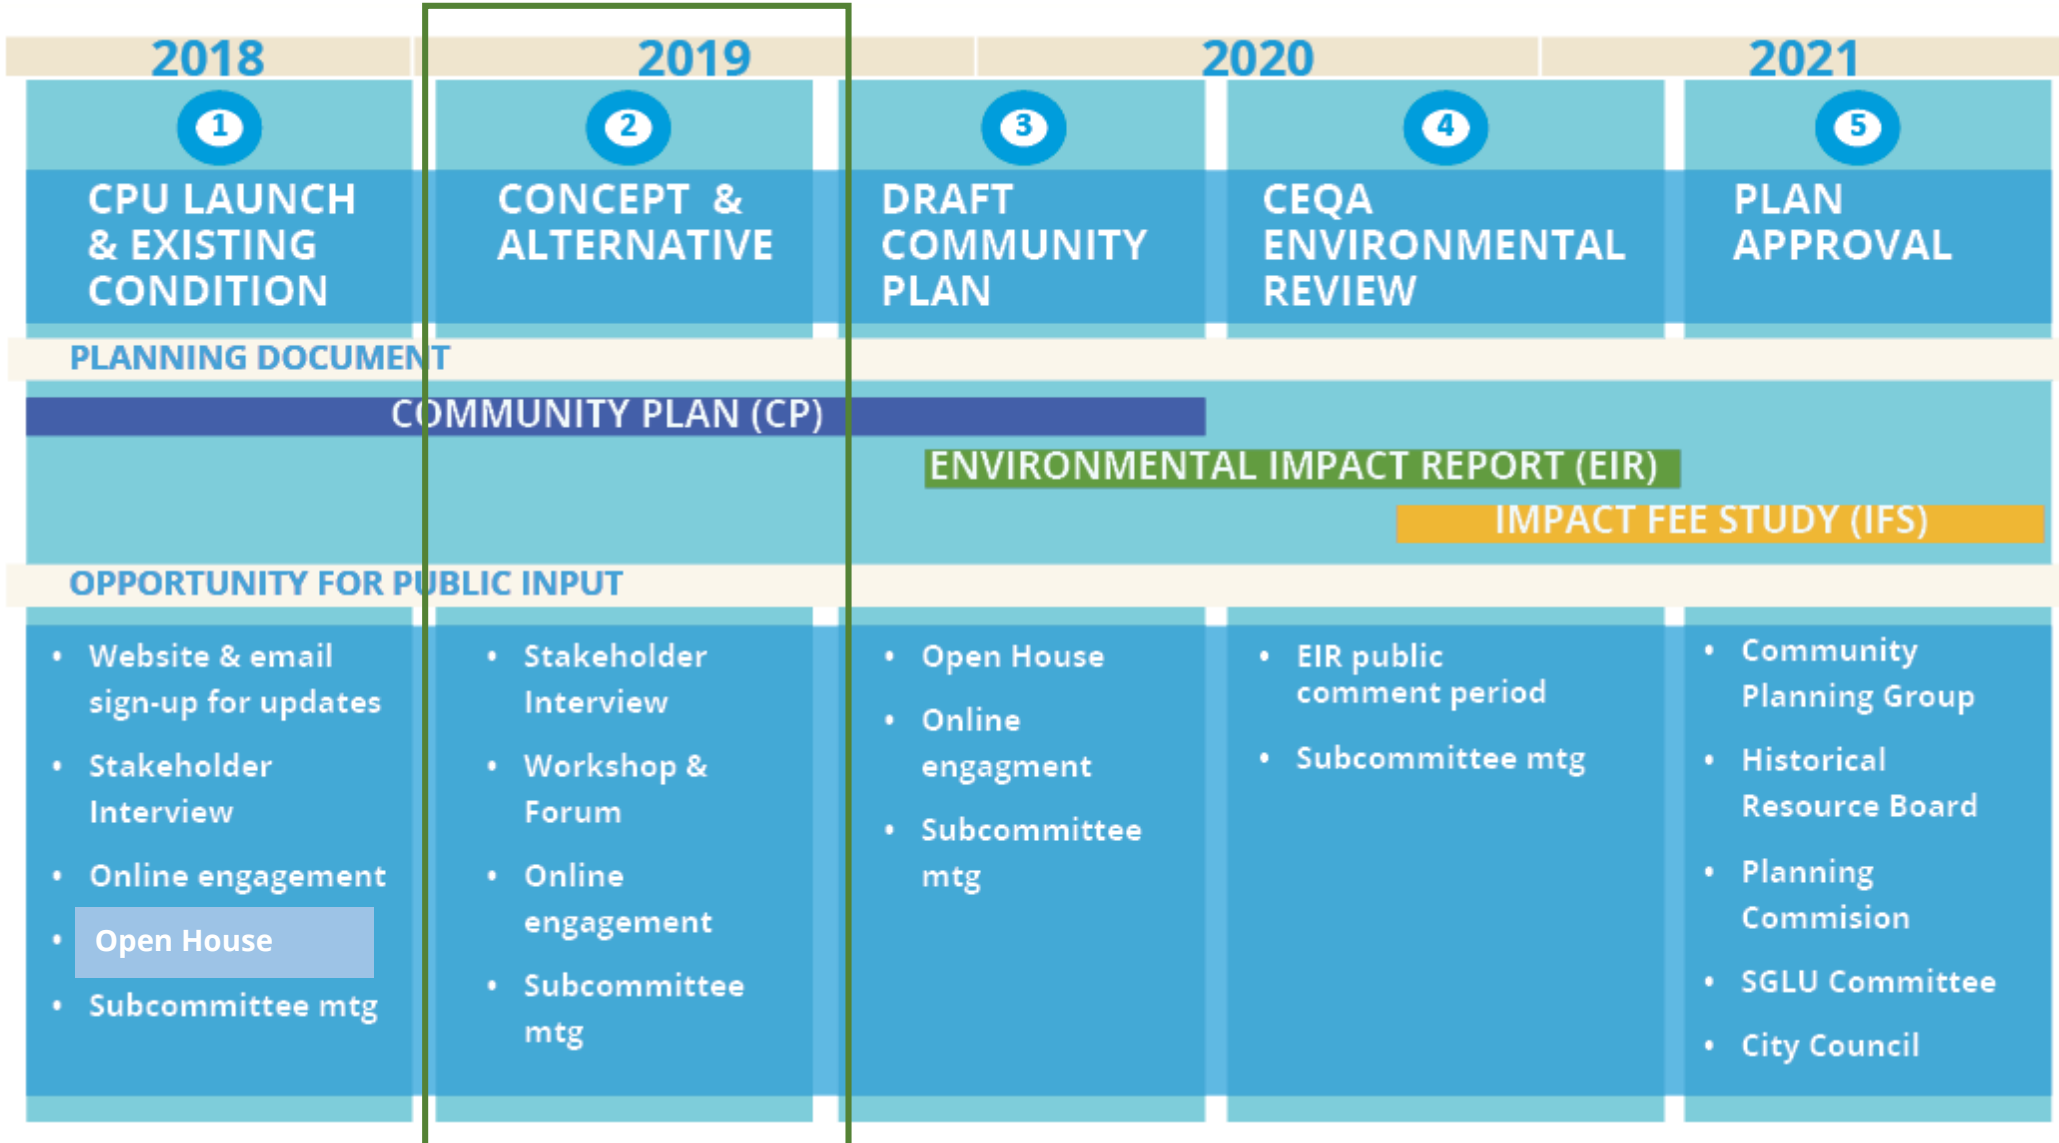 2018 2019 2020 2021
1 2 3 4 5
CPU LAUNCH
& EXISTING
CONDITION
CONCEPT &
ALTERNATIVE
DRAFT
COMMUNITY
PLAN
CEQA
ENVIRONMENTAL
REVIEW
PLAN
APPROVAL
PLANNING DOCUMENT
COMMUNITY PLAN (CP)
ENVIRONMENTAL IMPACT REPORT (EIR)
IMPACT FEE STUDY (IFS)
OPPORTUNITY FOR PUBLIC INPUT
• Website & email
sign-up for updates
• Stakeholder
Interview
• Online engagement
• Open House
• Subcommittee mtg
• Stakeholder
Interview
• Workshop &
Forum
• Online
engagement
• Subcommittee
mtg
• Open House
• Online
engagment
• Subcommittee
mtg
• EIR public
comment period
• Subcommittee mtg
• Community
Planning Group
• Historical
Resource Board
• Planning
Commision
• SGLU Committee
• City Council